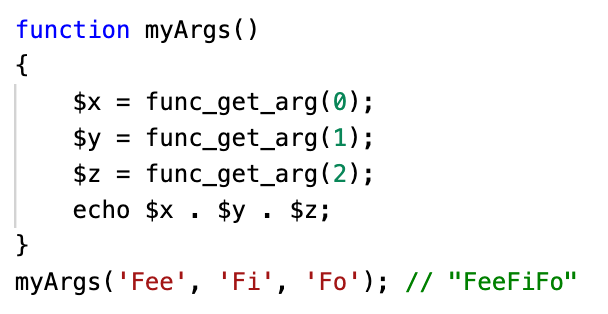 function myArgs()
{
    $x = func_get_arg(0);
    $y = func_get_arg(1);
    $z = func_get_arg(2);
    echo $x . $y . $z;
}
myArgs('Fee', 'Fi', 'Fo'); // "FeeFiFo"